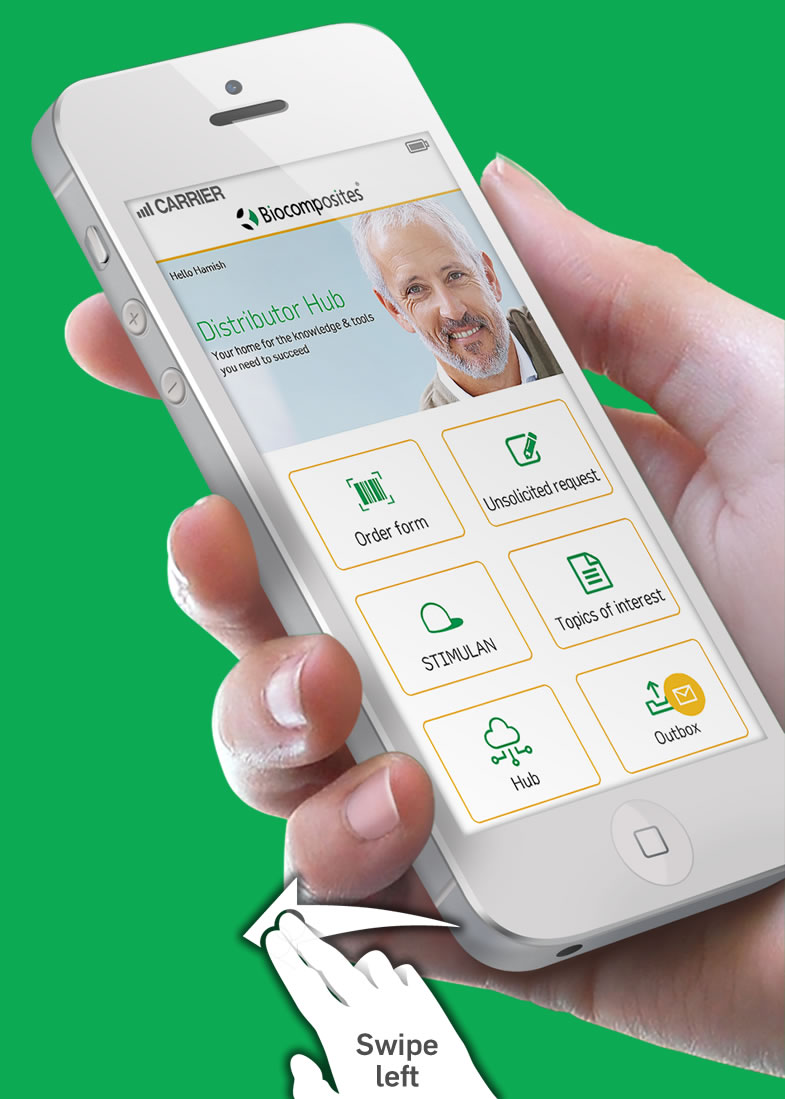 CARRIER
Biocomposites®
Hello Hamish
Distributor Hub
Your home for the knowledge & tools
you need to succeed
Order form
Unsolicited request
STIMULAN
Topics of interest
Hub
Outbox
Swipe
left